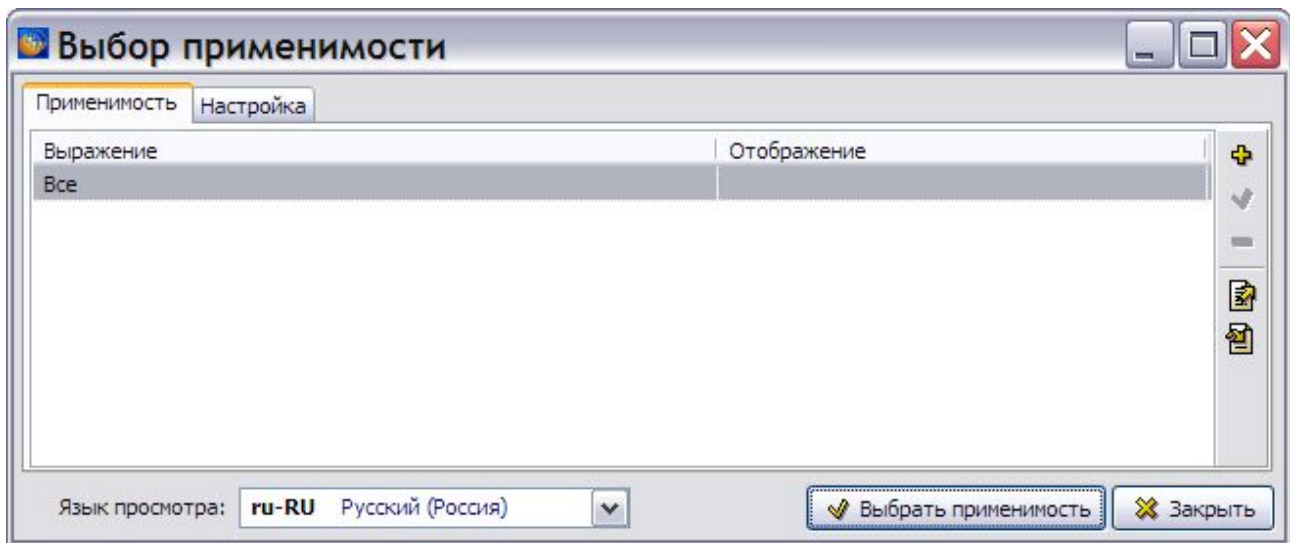 Выбор применимости
Применимость Настройка
Выражение Отображение
Все
Язык просмотра: ru-RU Русский (Россия) Выбрать применимость Закрыть